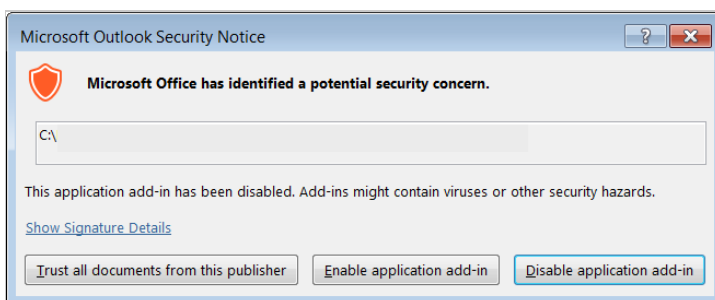 Microsoft Outlook Security Notice
?
Microsoft Office has identified a potential security concern.
C:\
This application add-in has been disabled. Add-ins might contain viruses or other security hazards.
Show Signature Details
Trust all documents from this publisher
Enable application add-in
Disable application add-in